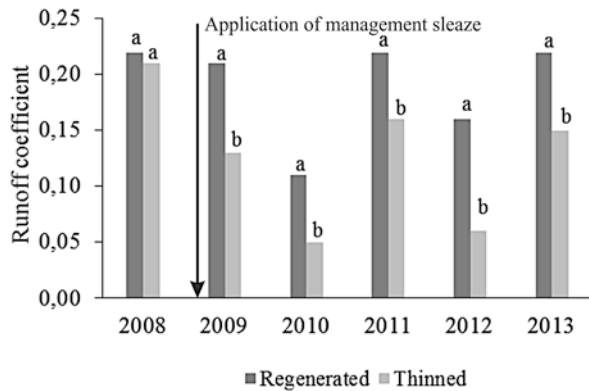 Application of management sleaze
Runoff coefficient
0,25
0,20
0,15
0,10
0,05
0,00
a a
a b
a b
a b
a b
a b
2008 2009 2010 2011 2012 2013
Regenerated Thinned